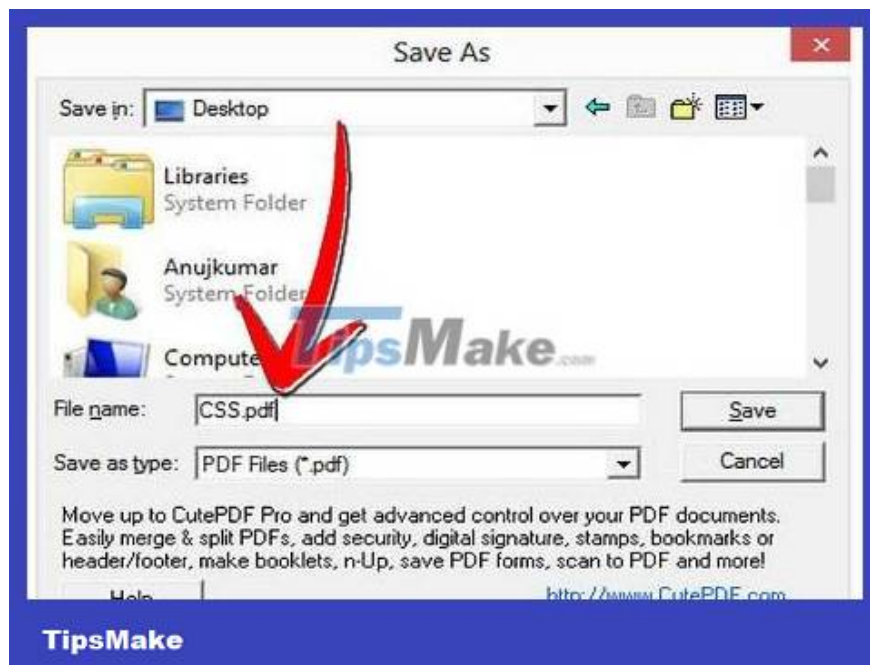 Save As
Save in: Desktop
Libraries
System Folder
Anujkumar
System Folder
Compute
TipsMake.com
File name: CSS.pdf Save
Save as type: PDF Files (*.pdf) Cancel
Move up to CutePDF Pro and get advanced control over your PDF documents.
Easily merge & split PDFs, add security, digital signature, stamps, bookmarks or
header/footer, make booklets, n-Up, save PDF forms, scan to PDF and more!
Help http://www.CutePDF.com
TipsMake